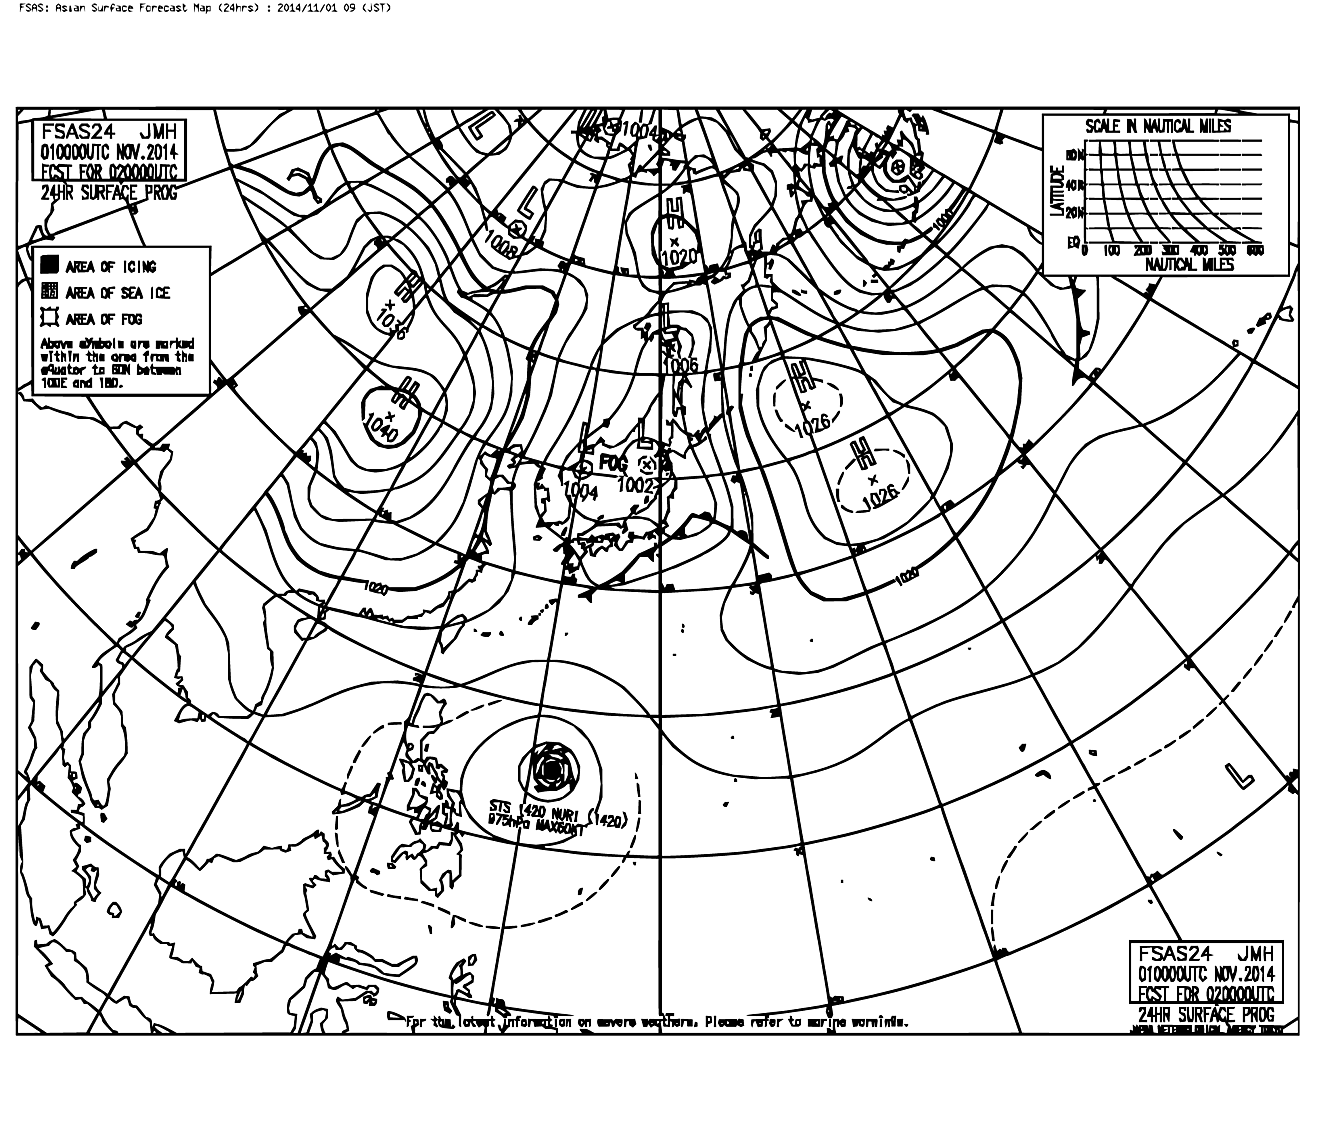 FSAS: Asian Surface Forecast Map (24hrs) : 2014/11/01 09 (JST)
FSAS24 JMH
010000UTC NOV.2014
FCST FOR 020000UTC
24HR SURFACE PROG
AREA OF ICING
AREA OF SEA ICE
AREA OF FOG
Above symbols are marked
within the area from the
equator to 60N between
100E and 180.
SCALE IN NAUTICAL MILES
LATITUDE
60N
40N
20N
EQ
0 100 200 300 400 500 600
NAUTICAL MILES
L
1004
L
1008
H
1020
1000
H
H
1040
L
1006
H
1026
H
1026
L
L
FOG
1004
1002
1020
1020
STS 1420 NURI (1420)
975hPa MAX60KT
L
For the latest information on severe weathers, Please refer to marine warnings.
FSAS24 JMH
010000UTC NOV.2014
FCST FOR 020000UTC
24HR SURFACE PROG
JAPAN METEOROLOGICAL AGENCY TOKYO